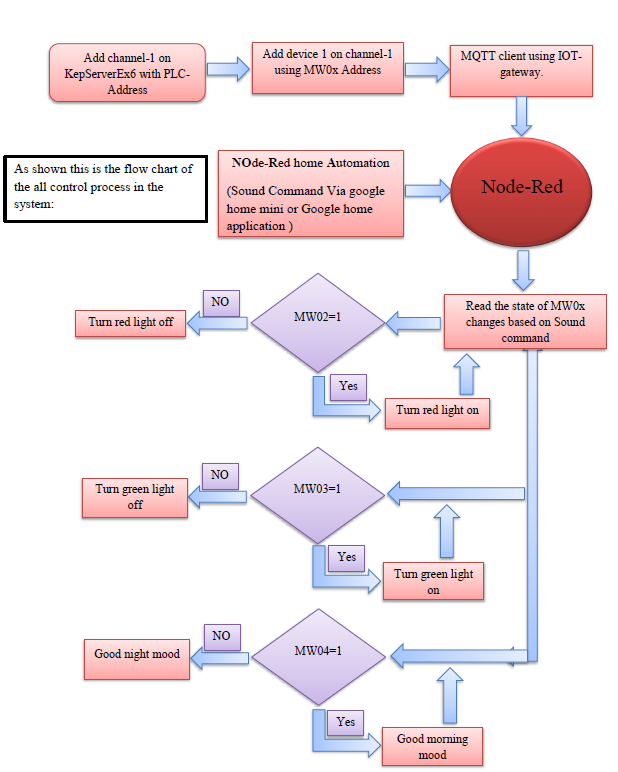 Add channel-1 on
KepServerEx6 with PLC-
Address
Add device 1 on channel-1
using MW0x Address
MQTT client using IOT-
gateway.
As shown this is the flow chart of
the all control process in the
system:
NOde-Red home Automation
(Sound Command Via google
home mini or Google home
application )
Node-Red
Read the state of MW0x
changes based on Sound
command
MW02=1
NO
Turn red light off
Yes
Turn red light on
MW03=1
NO
Turn green light
off
Yes
Turn green light
on
MW04=1
NO
Good night mood
Yes
Good morning
mood